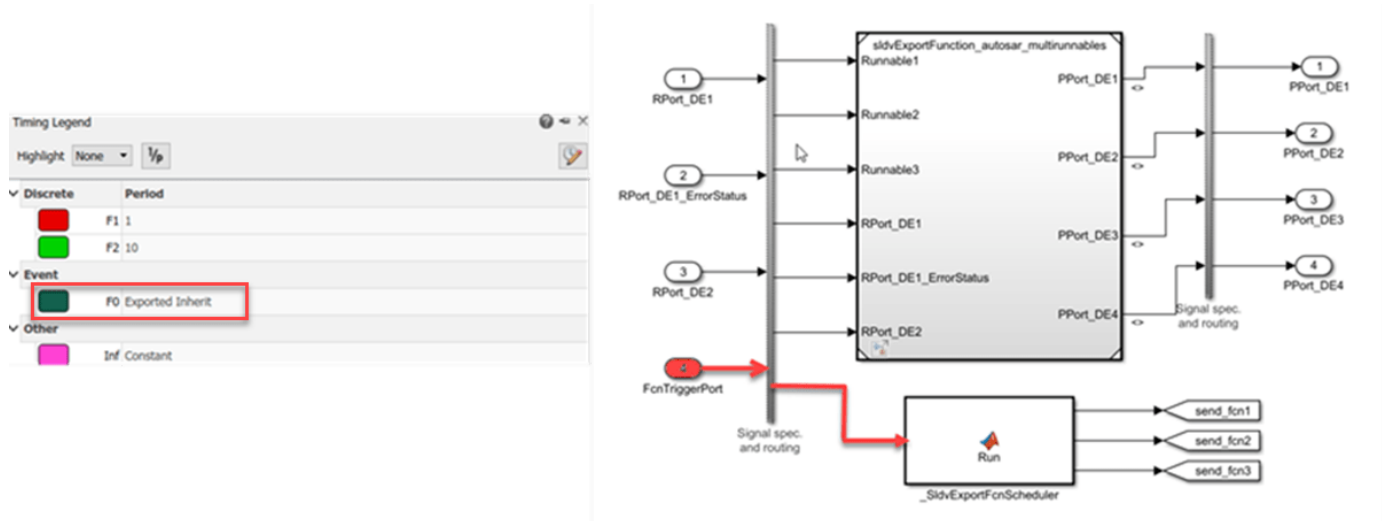 Timing Legend
Highlight None 1/p
Discrete Period
F1 1
F2 10
Event
F0 Exported Inherit
Other
Inf Constant
1
RPort_DE1
2
RPort_DE1_ErrorStatus
3
RPort_DE2
FcnTriggerPort
Signal spec.
and routing
sldvExportFunction_autosar_multirunnables
Runnable1
Runnable2
Runnable3
RPort_DE1
RPort_DE1_ErrorStatus
RPort_DE2
PPort_DE1
<>
PPort_DE2
<>
PPort_DE3
<>
PPort_DE4
<>
Signal spec.
and routing
1
PPort_DE1
2
PPort_DE2
3
PPort_DE3
4
PPort_DE4
Run
_SldvExportFcnScheduler
send_fcn1
send_fcn2
send_fcn3